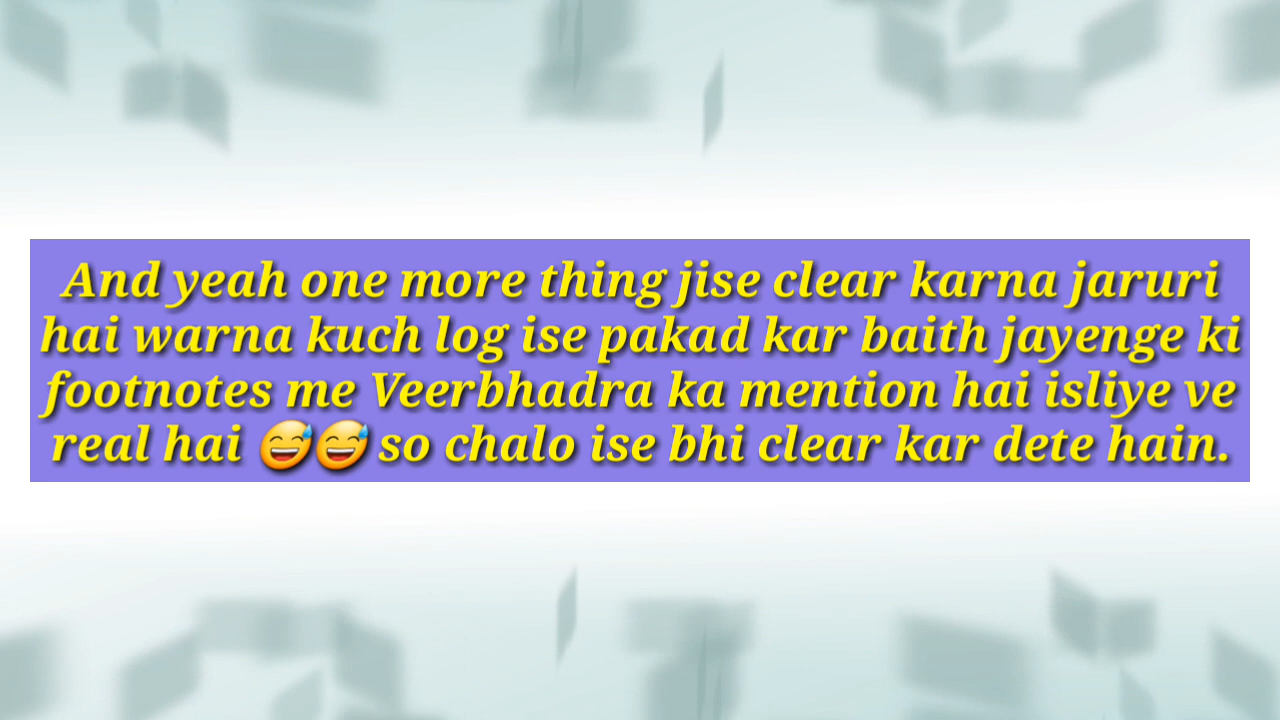 And yeah one more thing jise clear karna jaruri
hai warna kuch log ise pakad kar baith jayenge ki
footnotes me Veerbhadra ka mention hai isliye ve
real hai 😅😅 so chalo ise bhi clear kar dete hain.